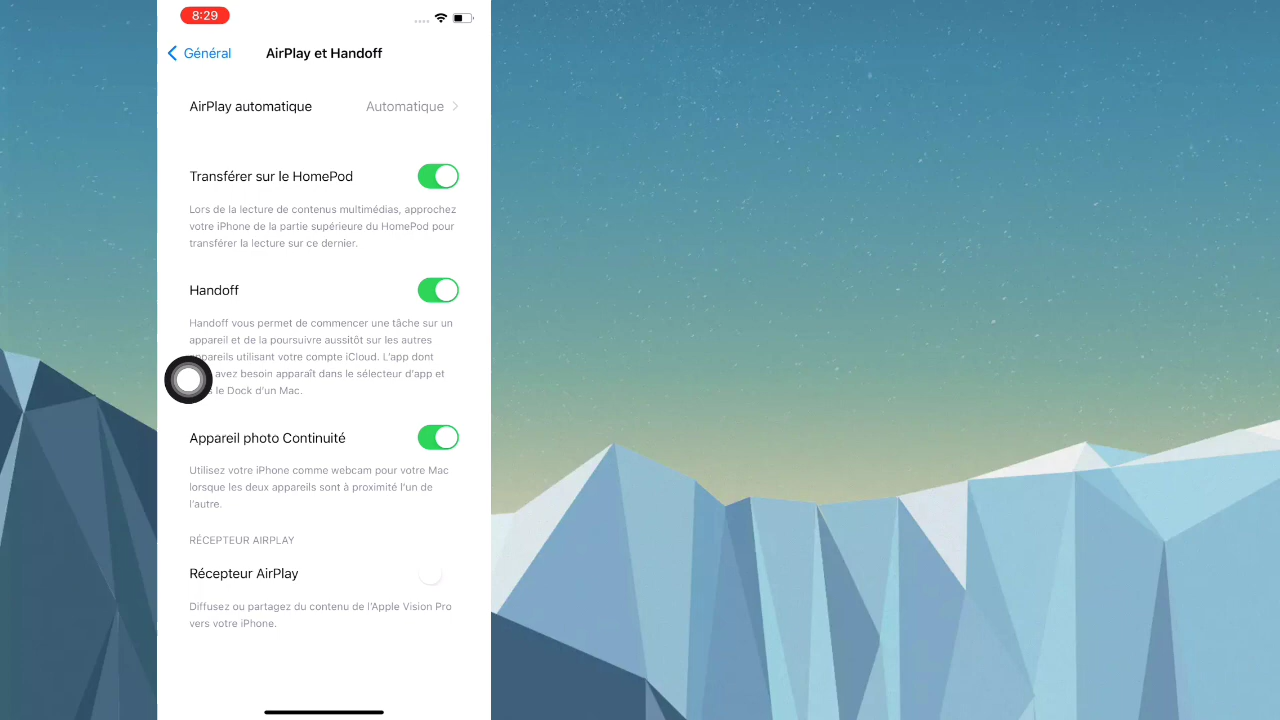 8:29
Général
AirPlay et Handoff
AirPlay automatique Automatique
Transférer sur le HomePod
Lors de la lecture de contenus multimédias, approchez
votre iPhone de la partie supérieure du HomePod pour
transférer la lecture sur ce dernier.
Handoff
Handoff vous permet de commencer une tâche sur un
appareil et de la poursuivre aussitôt sur les autres
appareils utilisant votre compte iCloud. L'app dont
avez besoin apparaît dans le sélecteur d'app et
le Dock d'un Mac.
Appareil photo Continuité
Utilisez votre iPhone comme webcam pour votre Mac
lorsque les deux appareils sont à proximité l'un de
l'autre.
RÉCEPTEUR AIRPLAY
Récepteur AirPlay
Diffusez ou partagez du contenu de l'Apple Vision Pro
vers votre iPhone.